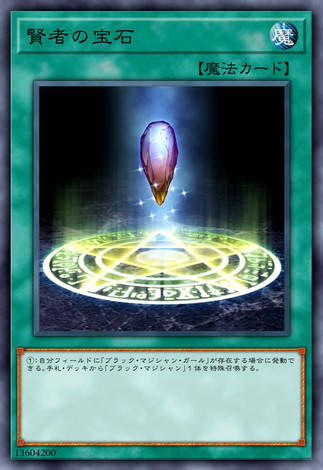 賢者の宝石
魔
【魔法カード】
①:自分フィールドに「ブラック・マジシャン・ガール」が存在する場合に発動で
きる。手札・デッキから「ブラック・マジシャン」1体を特殊召喚する。
13604200